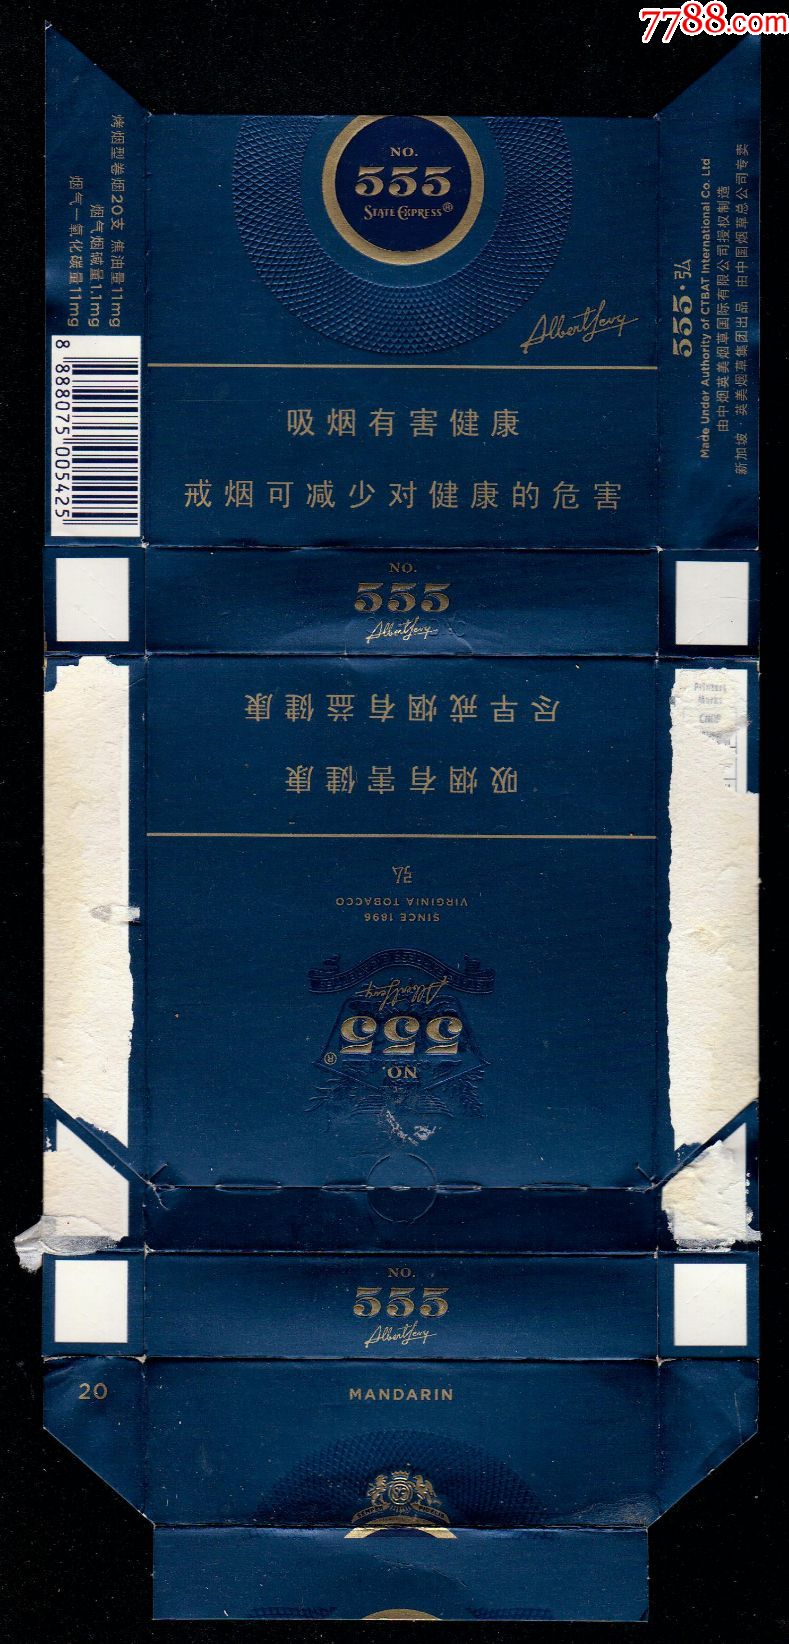 7788.com
烤烟型卷烟20支 焦油量11mg
烟气烟碱量1.1mg
烟气一氧化碳量11mg
8 888075 005425
NO.
555
STATE EXPRESS®
Albert Levy
吸烟有害健康
戒烟可减少对健康的危害
555·弘
Made Under Authority of CTBAT International Co. Ltd
由中烟英美烟草国际有限公司授权制造
新加坡·英美烟草集团出品 由中国烟草总公司专卖
NO.
555
Albert Levy
NO.
555®
Albert Levy
SINCE 1896
VIRGINIA TOBACCO
弘
吸烟有害健康
尽早戒烟有益健康
NO.
555
Albert Levy
20
MANDARIN